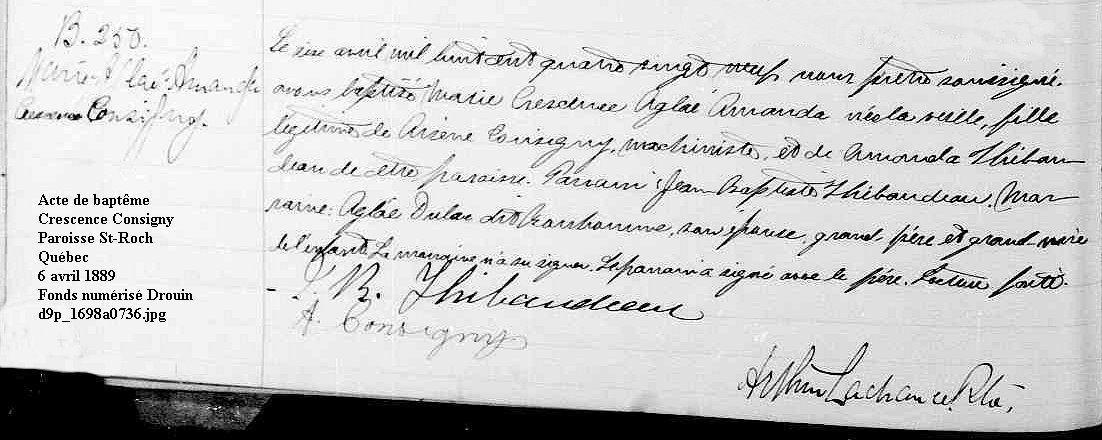 B. 250.
Marie-Aglaé-Amanda
Crescence Consigny.
Le six avril mil huit cent quatre vingt neuf nous prêtre soussigné
avons baptisé Marie Crescence Aglaé Amanda née la veille, fille
légitime de Arsène Consigny, machiniste, et de Amanda Thibau
deau de cette paroisse. Parrain: Jean-Baptiste Thibaudeau, Mar
raine: Aglaé Dulac dit Bonhomme, son épouse, grand-père et grand-mère
de l'enfant. La marraine n'a su signer. Le parrain a signé avec le père. Lecture faite.
J. B. Thibaudeau
A. Consigny
Arthur Lachance Ptre.
Acte de baptême
Crescence Consigny
Paroisse St-Roch
Québec
6 avril 1889
Fonds numérisé Drouin
d9p_1698a0736.jpg